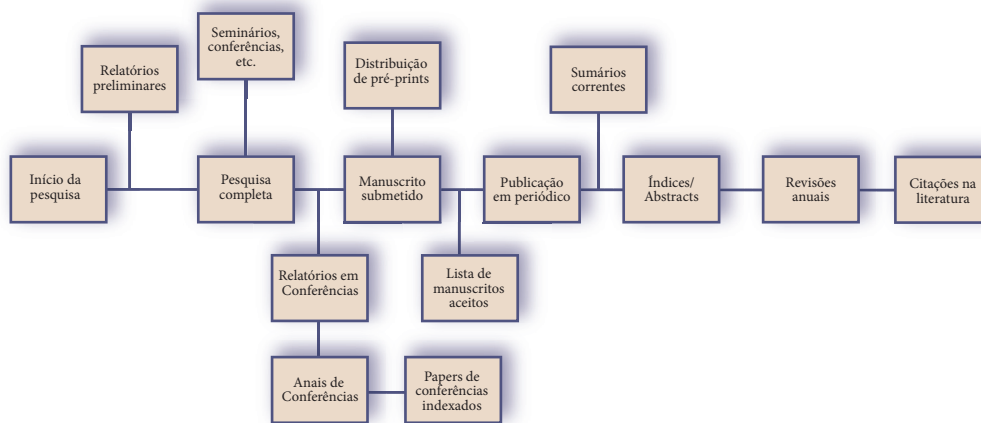 Seminários,
conferências,
etc.
Relatórios
preliminares
Distribuição
de pré-prints
Sumários
correntes
Início da
pesquisa
Pesquisa
completa
Manuscrito
submetido
Publicação
em periódico
Índices/
Abstracts
Revisões
anuais
Citações na
literatura
Relatórios em
Conferências
Lista de
manuscritos
aceitos
Anais de
Conferências
Papers de
conferências
indexados